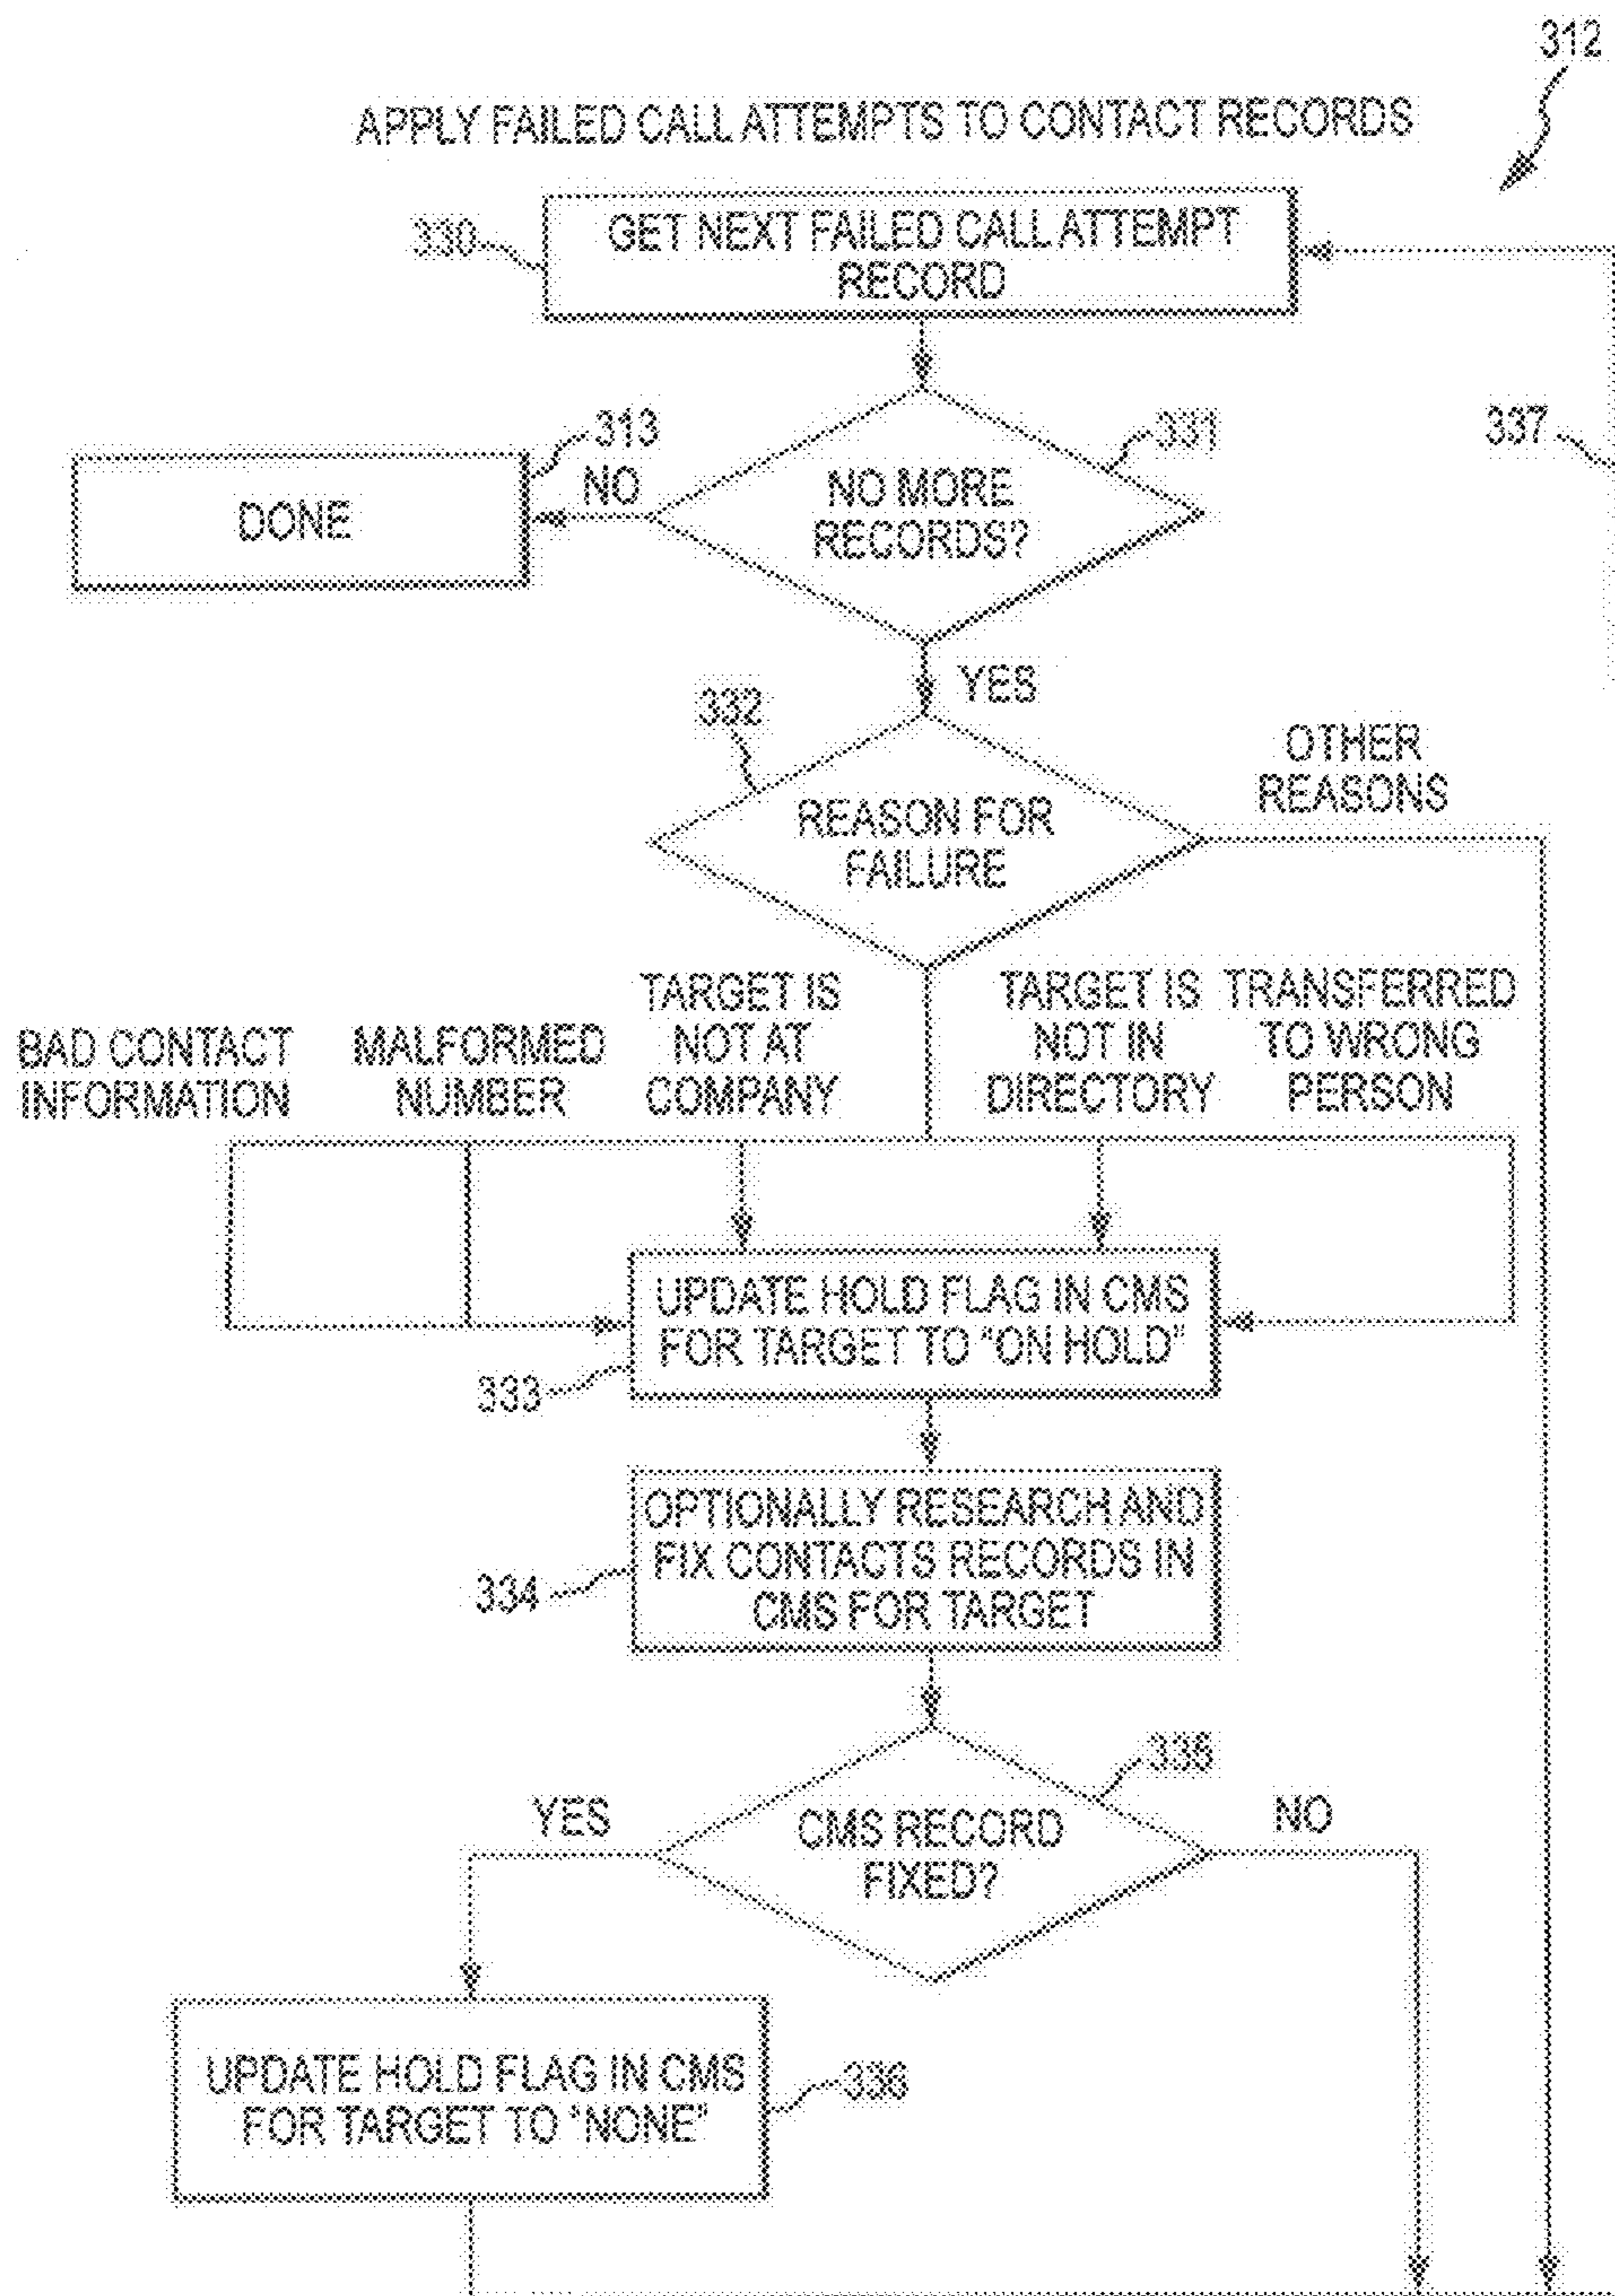 312
APPLY FAILED CALL ATTEMPTS TO CONTACT RECORDS
330
GET NEXT FAILED CALL ATTEMPT
RECORD
313
331
337
NO
DONE
NO MORE
RECORDS?
YES
332
OTHER
REASONS
REASON FOR
FAILURE
BAD CONTACT
INFORMATION
MALFORMED
NUMBER
TARGET IS
NOT AT
COMPANY
TARGET IS
NOT IN
DIRECTORY
TRANSFERRED
TO WRONG
PERSON
UPDATE HOLD FLAG IN CMS
FOR TARGET TO "ON HOLD"
333
OPTIONALLY RESEARCH AND
FIX CONTACTS RECORDS IN
CMS FOR TARGET
334
335
YES
NO
CMS RECORD
FIXED?
UPDATE HOLD FLAG IN CMS
FOR TARGET TO "NONE"
336